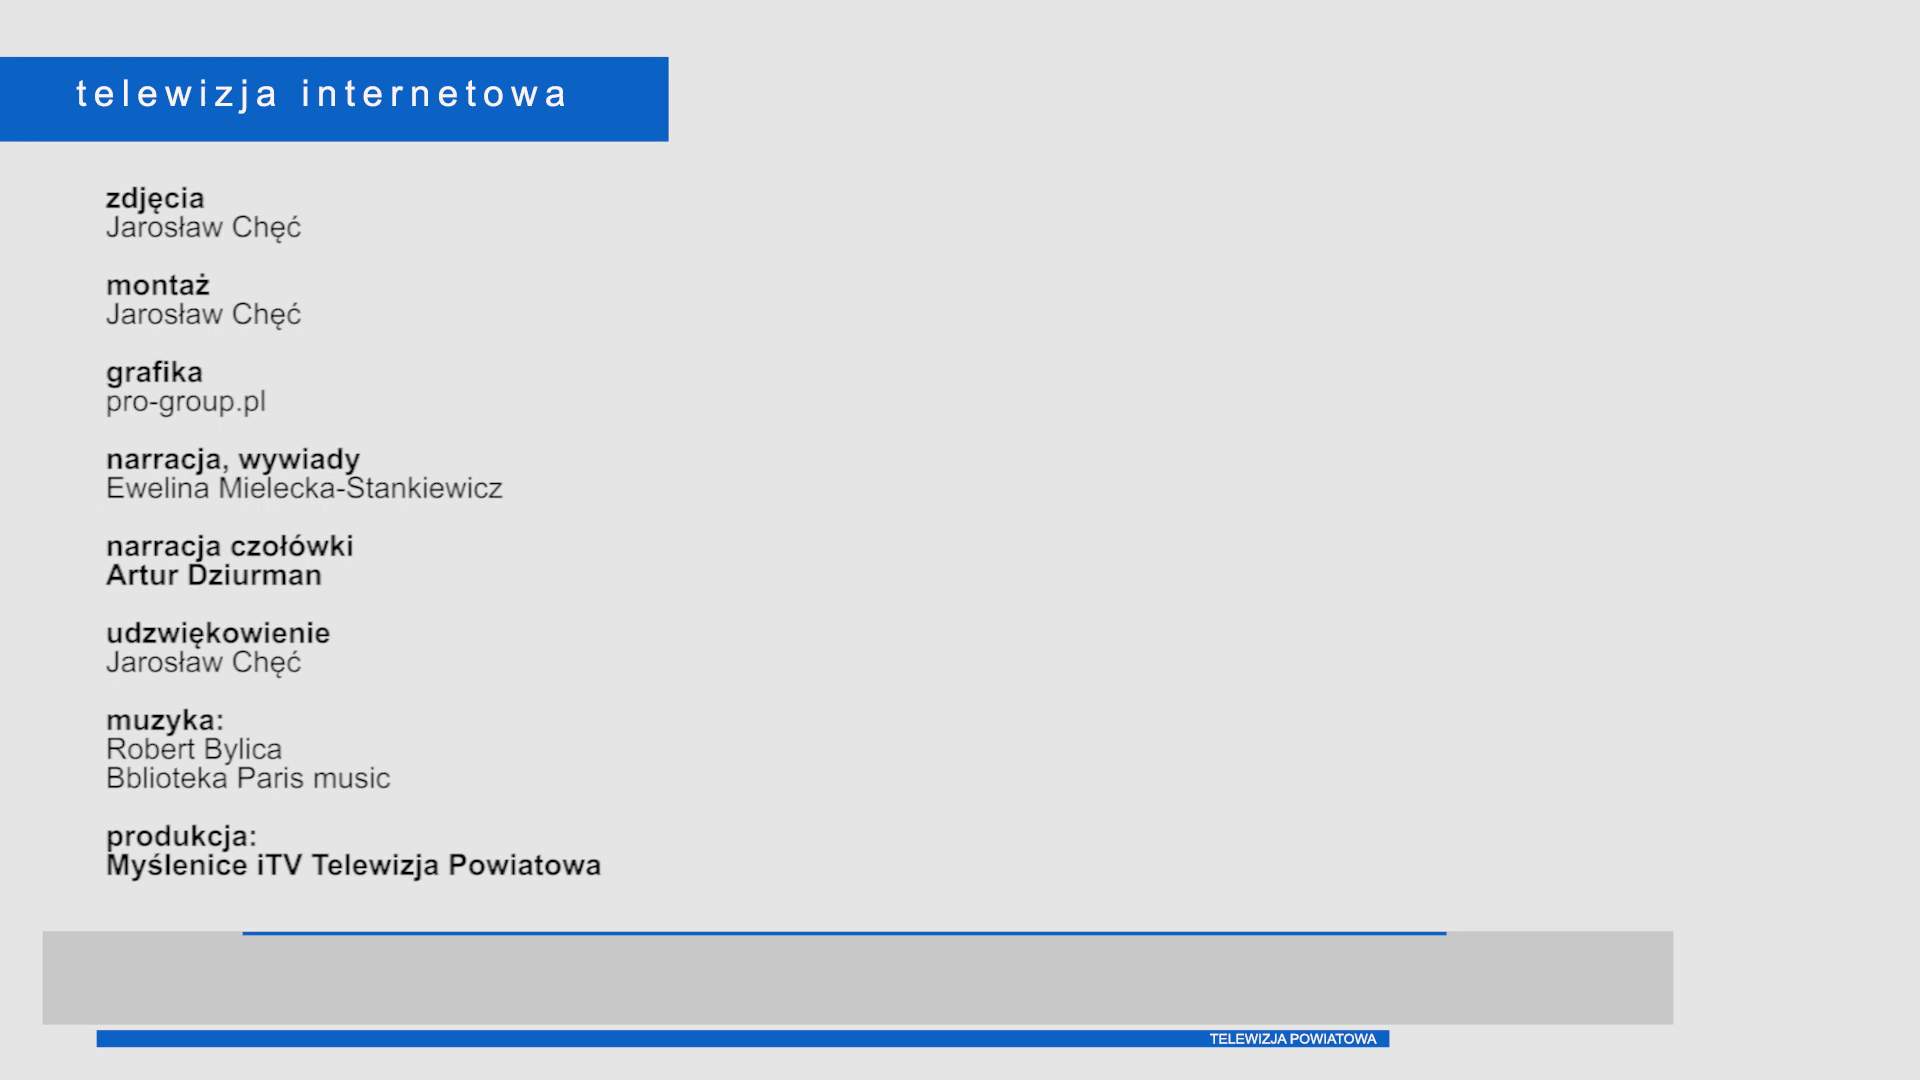 telewizja internetowa
zdjęcia
Jarosław Chęć
montaż
Jarosław Chęć
grafika
pro-group.pl
narracja, wywiady
Ewelina Mielecka-Stankiewicz
narracja czołówki
Artur Dziurman
udzwiękowienie
Jarosław Chęć
muzyka:
Robert Bylica
Bblioteka Paris music
produkcja:
Myślenice iTV Telewizja Powiatowa
TELEWIZJA POWIATOWA